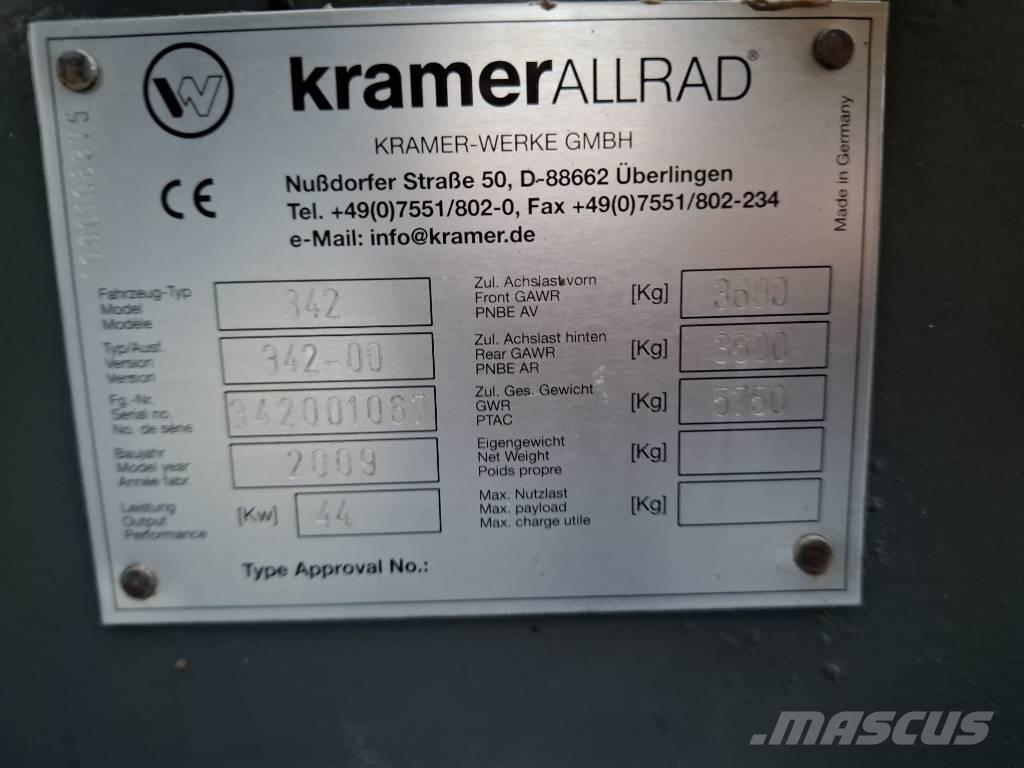 kramerALLRAD®
KRAMER-WERKE GMBH
Nußdorfer Straße 50, D-88662 Überlingen
Tel. +49(0)7551/802-0, Fax +49(0)7551/802-234
e-Mail: info@kramer.de
CE
Made in Germany
Fahrzeug-Typ
Model
Modèle
342
Typ/Ausf.
Version
Version
342-00
Fg.-Nr.
Serial no.
No. de série
342001067
Baujahr
Model year
Année fabr.
2009
Leistung
Output
Performance
[Kw] 44
Zul. Achslast vorn
Front GAWR
PNBE AV
[Kg] 3600
Zul. Achslast hinten
Rear GAWR
PNBE AR
[Kg] 3600
Zul. Ges. Gewicht
GWR
PTAC
[Kg] 5750
Eigengewicht
Net Weight
Poids propre
[Kg]
Max. Nutzlast
Max. payload
Max. charge utile
[Kg]
Type Approval No.:
.MASCUS